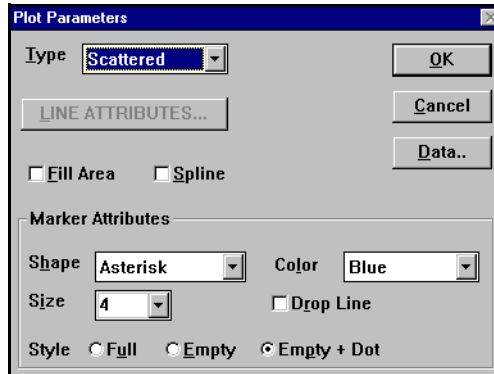 Plot Parameters
Type Scattered OK
LINE ATTRIBUTES... Cancel
Data..
Fill Area Spline
Marker Attributes
Shape Asterisk Color Blue
Size 4 Drop Line
Style Full Empty Empty + Dot